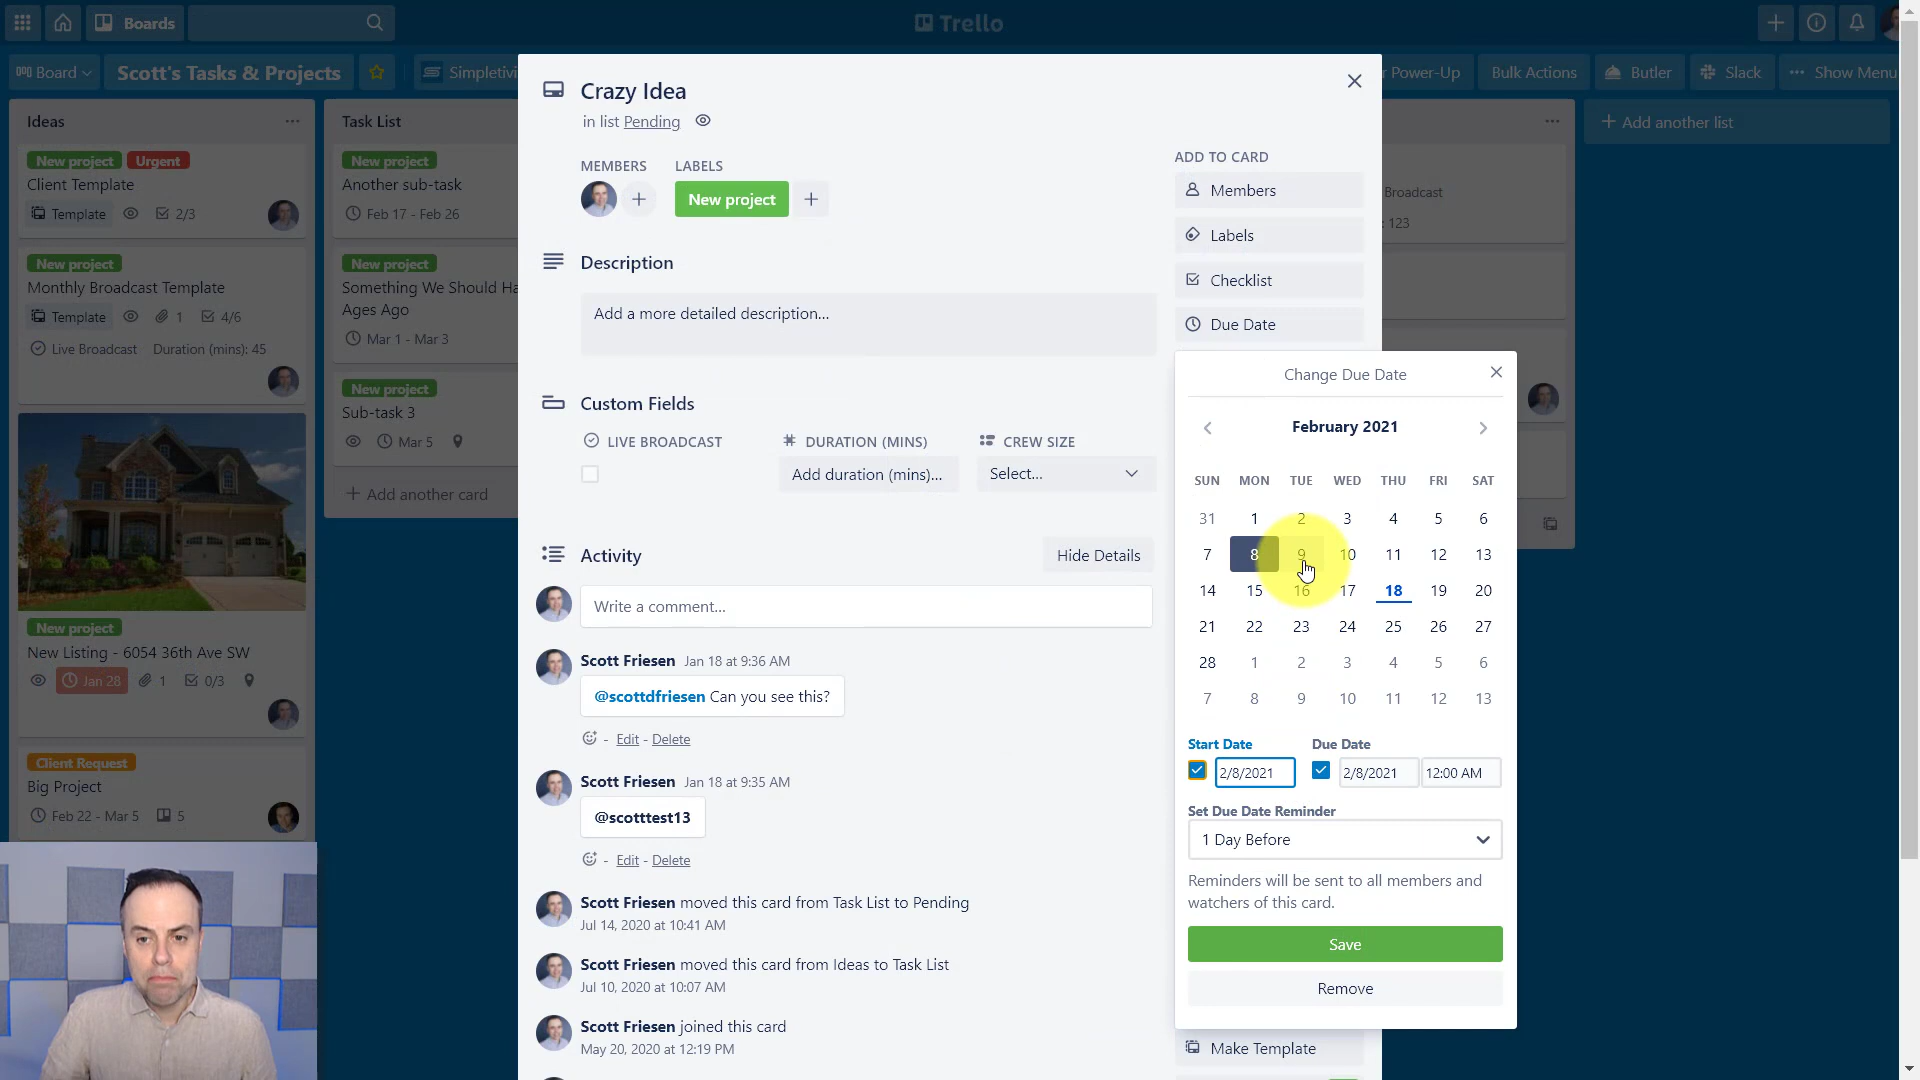 Boards
Trello
Board
Scott's Tasks & Projects
r Power-Up
Bulk Actions
Butler
Slack
Show Menu
Ideas
New project Urgent
Client Template
Template 2/3
New project
Monthly Broadcast Template
Template 1 4/6
Live Broadcast Duration (mins): 45
New project
New Listing - 6054 36th Ave SW
Jan 28 1 0/3
Client Request
Big Project
Feb 22 - Mar 5 5
Task List
New project
Another sub-task
Feb 17 - Feb 26
New project
Something We Should Ha
Ages Ago
Mar 1 - Mar 3
New project
Sub-task 3
Mar 5
+ Add another card
Crazy Idea
in list Pending
MEMBERS LABELS
New project
Description
Add a more detailed description...
Custom Fields
LIVE BROADCAST
DURATION (MINS)
CREW SIZE
Add duration (mins)...
Select...
Activity
Hide Details
Write a comment...
Scott Friesen Jan 18 at 9:36 AM
@scottdfriesen Can you see this?
- Edit - Delete
Scott Friesen Jan 18 at 9:35 AM
@scotttest13
- Edit - Delete
Scott Friesen moved this card from Task List to Pending
Jul 14, 2020 at 10:41 AM
Scott Friesen moved this card from Ideas to Task List
Jul 10, 2020 at 10:07 AM
Scott Friesen joined this card
May 20, 2020 at 12:19 PM
ADD TO CARD
Members
Labels
Checklist
Due Date
Change Due Date
February 2021
SUN MON TUE WED THU FRI SAT
31 1 2 3 4 5 6
7 8 9 10 11 12 13
14 15 16 17 18 19 20
21 22 23 24 25 26 27
28 1 2 3 4 5 6
7 8 9 10 11 12 13
Start Date Due Date
2/8/2021 2/8/2021 12:00 AM
Set Due Date Reminder
1 Day Before
Reminders will be sent to all members and
watchers of this card.
Save
Remove
Make Template
Broadcast
: 123
+ Add another list